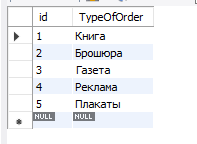 id TypeOfOrder
1 Книга
2 Брошюра
3 Газета
4 Реклама
5 Плакаты
NULL NULL